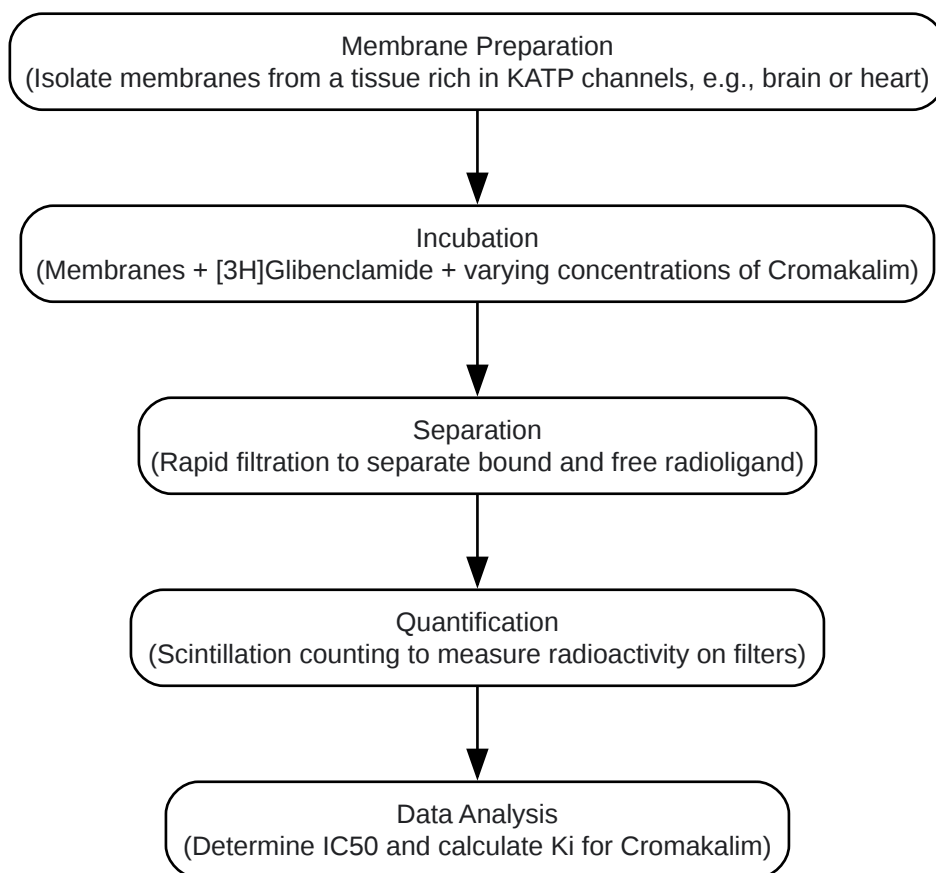 Membrane Preparation
(Isolate membranes from a tissue rich in KATP channels, e.g., brain or heart)
Incubation
(Membranes + [3H]Glibenclamide + varying concentrations of Cromakalim)
Separation
(Rapid filtration to separate bound and free radioligand)
Quantification
(Scintillation counting to measure radioactivity on filters)
Data Analysis
(Determine IC50 and calculate Ki for Cromakalim)